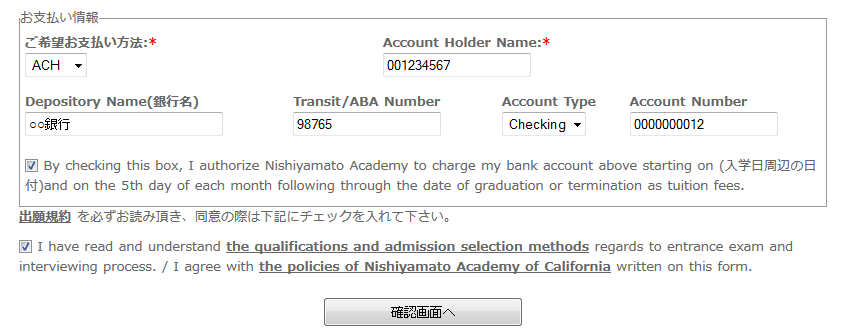 お支払い情報
ご希望お支払い方法:* Account Holder Name:*
ACH 001234567
Depository Name(銀行名) Transit/ABA Number Account Type Account Number
○○銀行 98765 Checking 0000000012
By checking this box, I authorize Nishiyamato Academy to charge my bank account above starting on (入学日周辺の日
付)and on the 5th day of each month following through the date of graduation or termination as tuition fees.
出願規約 を必ずお読み頂き、同意の際は下記にチェックを入れて下さい。
I have read and understand the qualifications and admission selection methods regards to entrance exam and
interviewing process. / I agree with the policies of Nishiyamato Academy of California written on this form.
確認画面へ